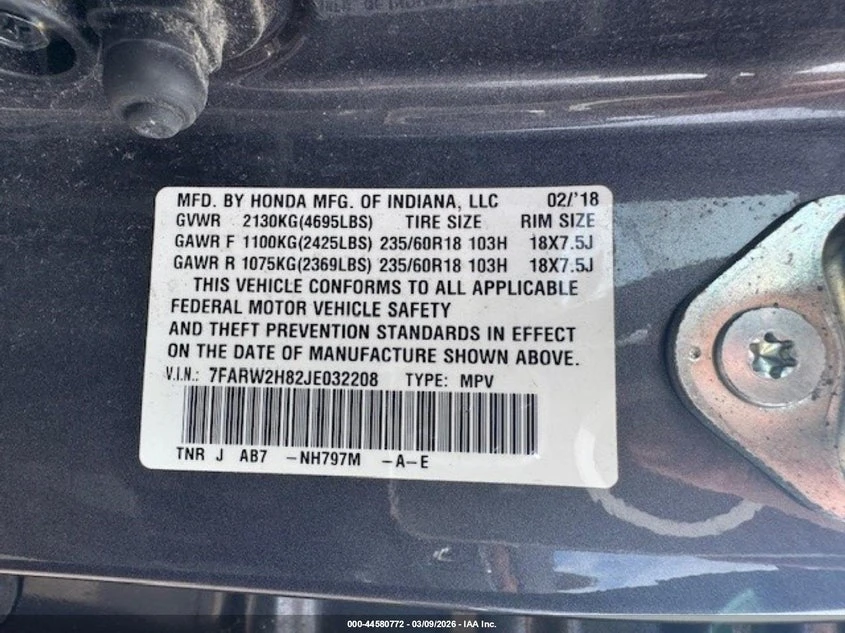 MFD. BY HONDA MFG. OF INDIANA, LLC 02/'18
GVWR 2130KG(4695LBS) TIRE SIZE RIM SIZE
GAWR F 1100KG(2425LBS) 235/60R18 103H 18X7.5J
GAWR R 1075KG(2369LBS) 235/60R18 103H 18X7.5J
THIS VEHICLE CONFORMS TO ALL APPLICABLE
FEDERAL MOTOR VEHICLE SAFETY
AND THEFT PREVENTION STANDARDS IN EFFECT
ON THE DATE OF MANUFACTURE SHOWN ABOVE.
V.I.N.: 7FARW2H82JE032208 TYPE: MPV
TNR J AB7 -NH797M -A-E
000-44580772 - 03/09/2026 - IAA Inc.